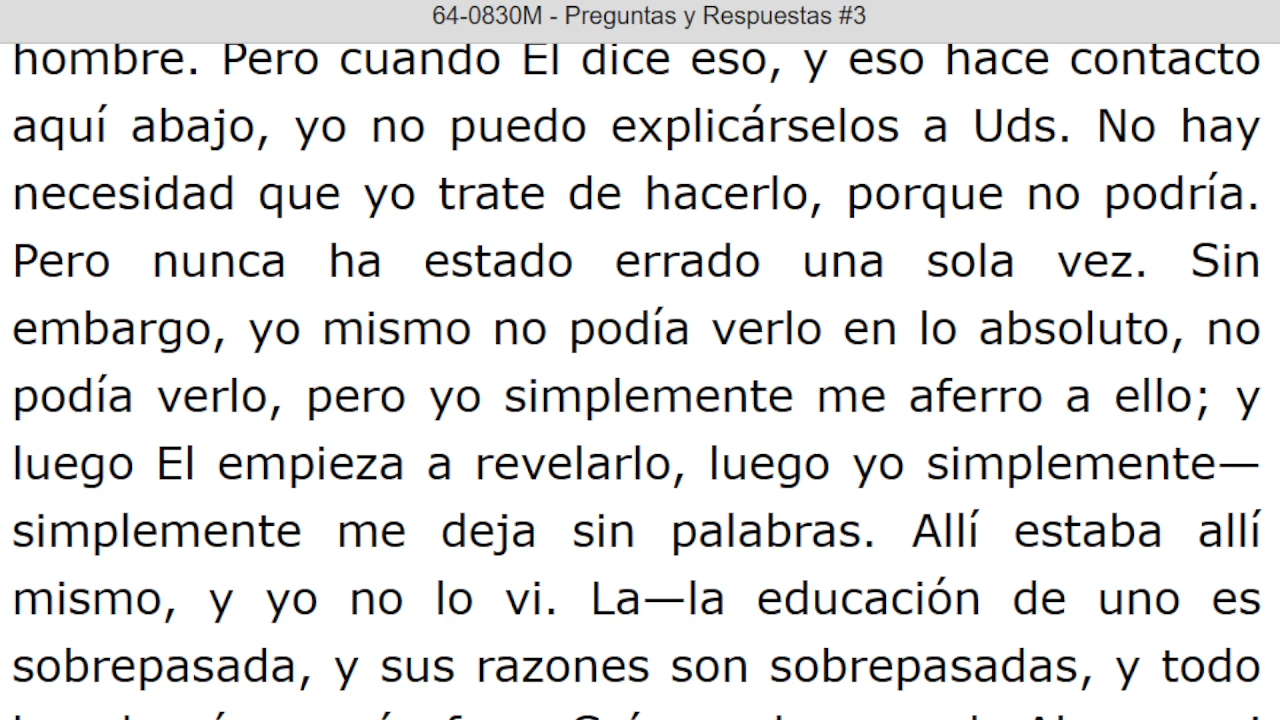 64-0830M - Preguntas y Respuestas #3
hombre. Pero cuando El dice eso, y eso hace contacto
aquí abajo, yo no puedo explicárselos a Uds. No hay
necesidad que yo trate de hacerlo, porque no podría.
Pero nunca ha estado errado una sola vez. Sin
embargo, yo mismo no podía verlo en lo absoluto, no
podía verlo, pero yo simplemente me aferro a ello; y
luego El empieza a revelarlo, luego yo simplemente—
simplemente me deja sin palabras. Allí estaba allí
mismo, y yo no lo vi. La—la educación de uno es
sobrepasada, y sus razones son sobrepasadas, y todo